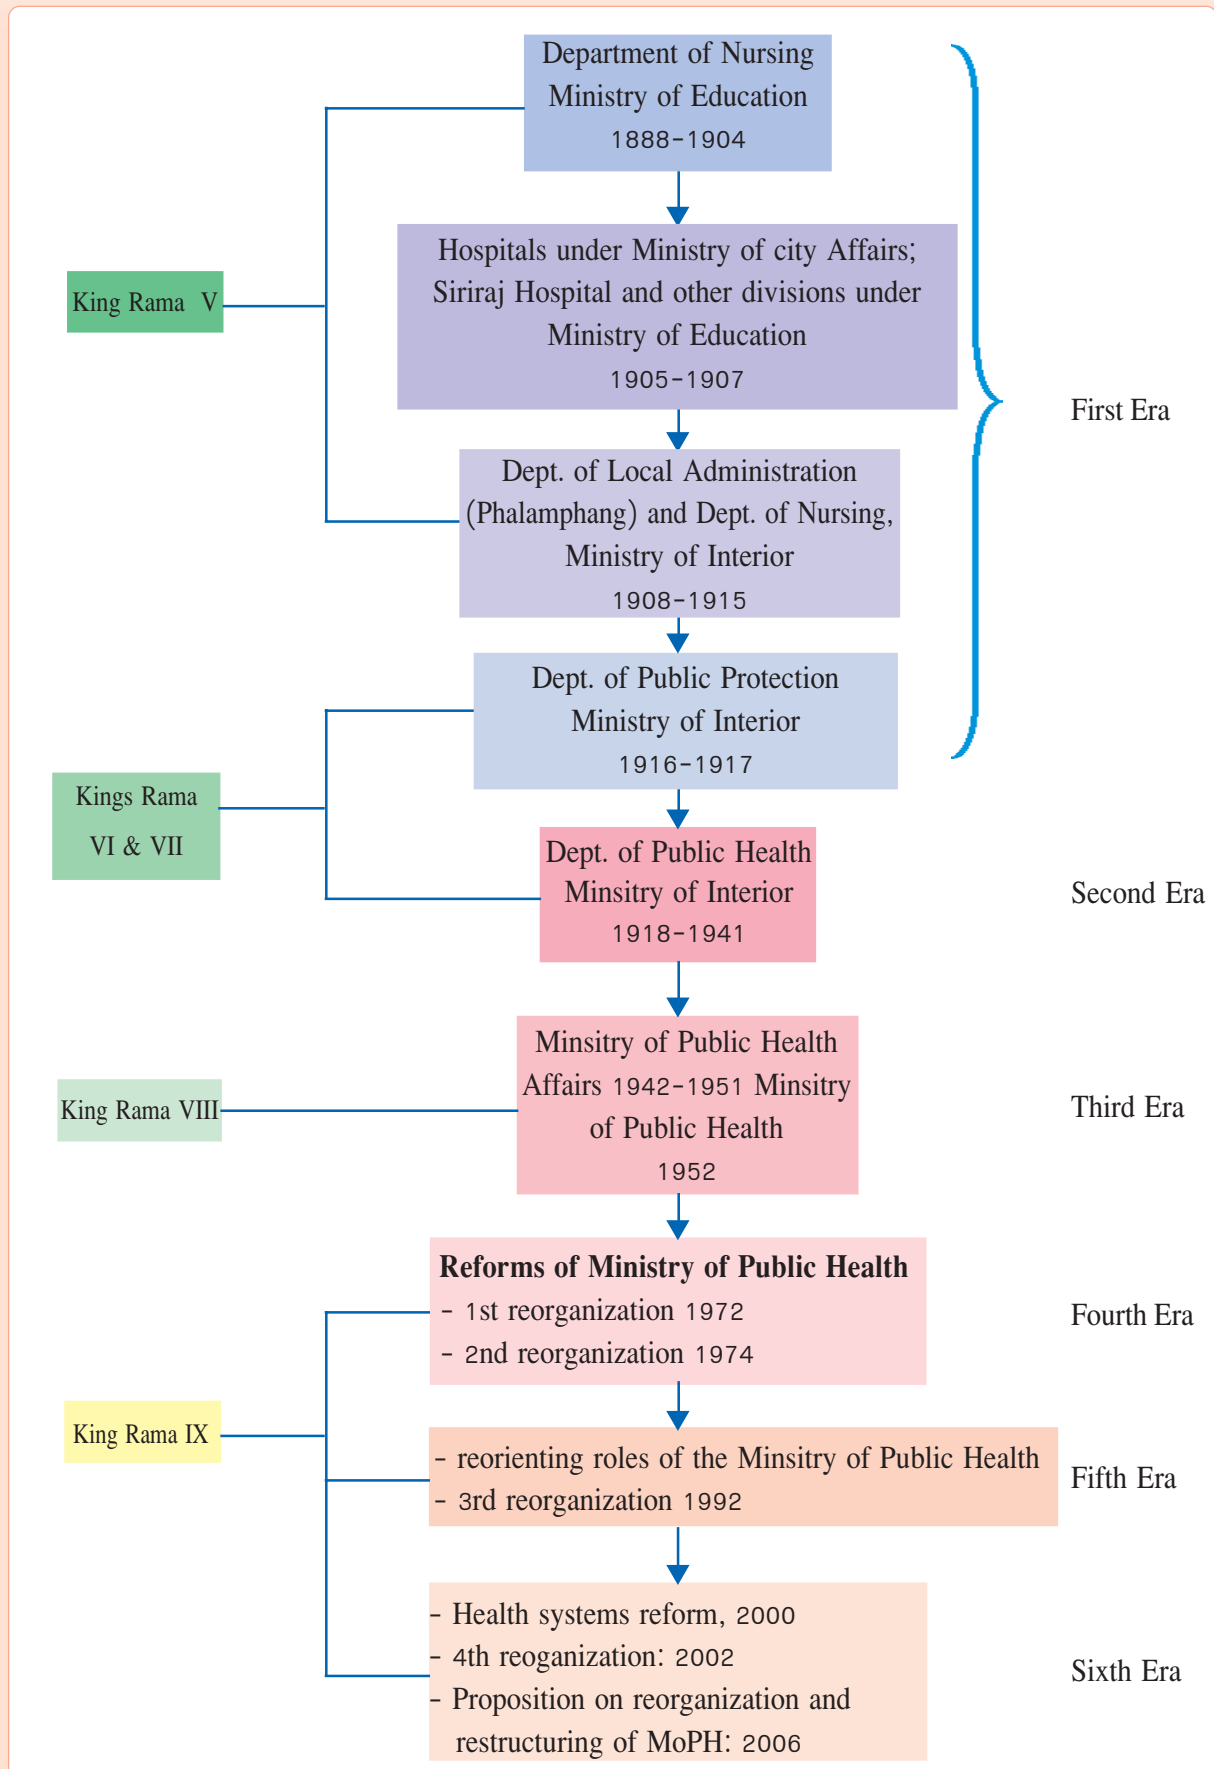 Department of Nursing
Ministry of Education
1888-1904
Hospitals under Ministry of city Affairs;
Siriraj Hospital and other divisions under
Ministry of Education
1905-1907
King Rama V
First Era
Dept. of Local Administration
(Phalamphang) and Dept. of Nursing,
Ministry of Interior
1908-1915
Dept. of Public Protection
Ministry of Interior
1916-1917
Kings Rama
VI & VII
Dept. of Public Health
Minsitry of Interior
1918-1941
Second Era
Minsitry of Public Health
Affairs 1942-1951 Minsitry
of Public Health
1952
King Rama VIII
Third Era
Reforms of Ministry of Public Health
- 1st reorganization 1972
- 2nd reorganization 1974
Fourth Era
King Rama IX
- reorienting roles of the Minsitry of Public Health
- 3rd reorganization 1992
Fifth Era
- Health systems reform, 2000
- 4th reoganization: 2002
- Proposition on reorganization and
restructuring of MoPH: 2006
Sixth Era